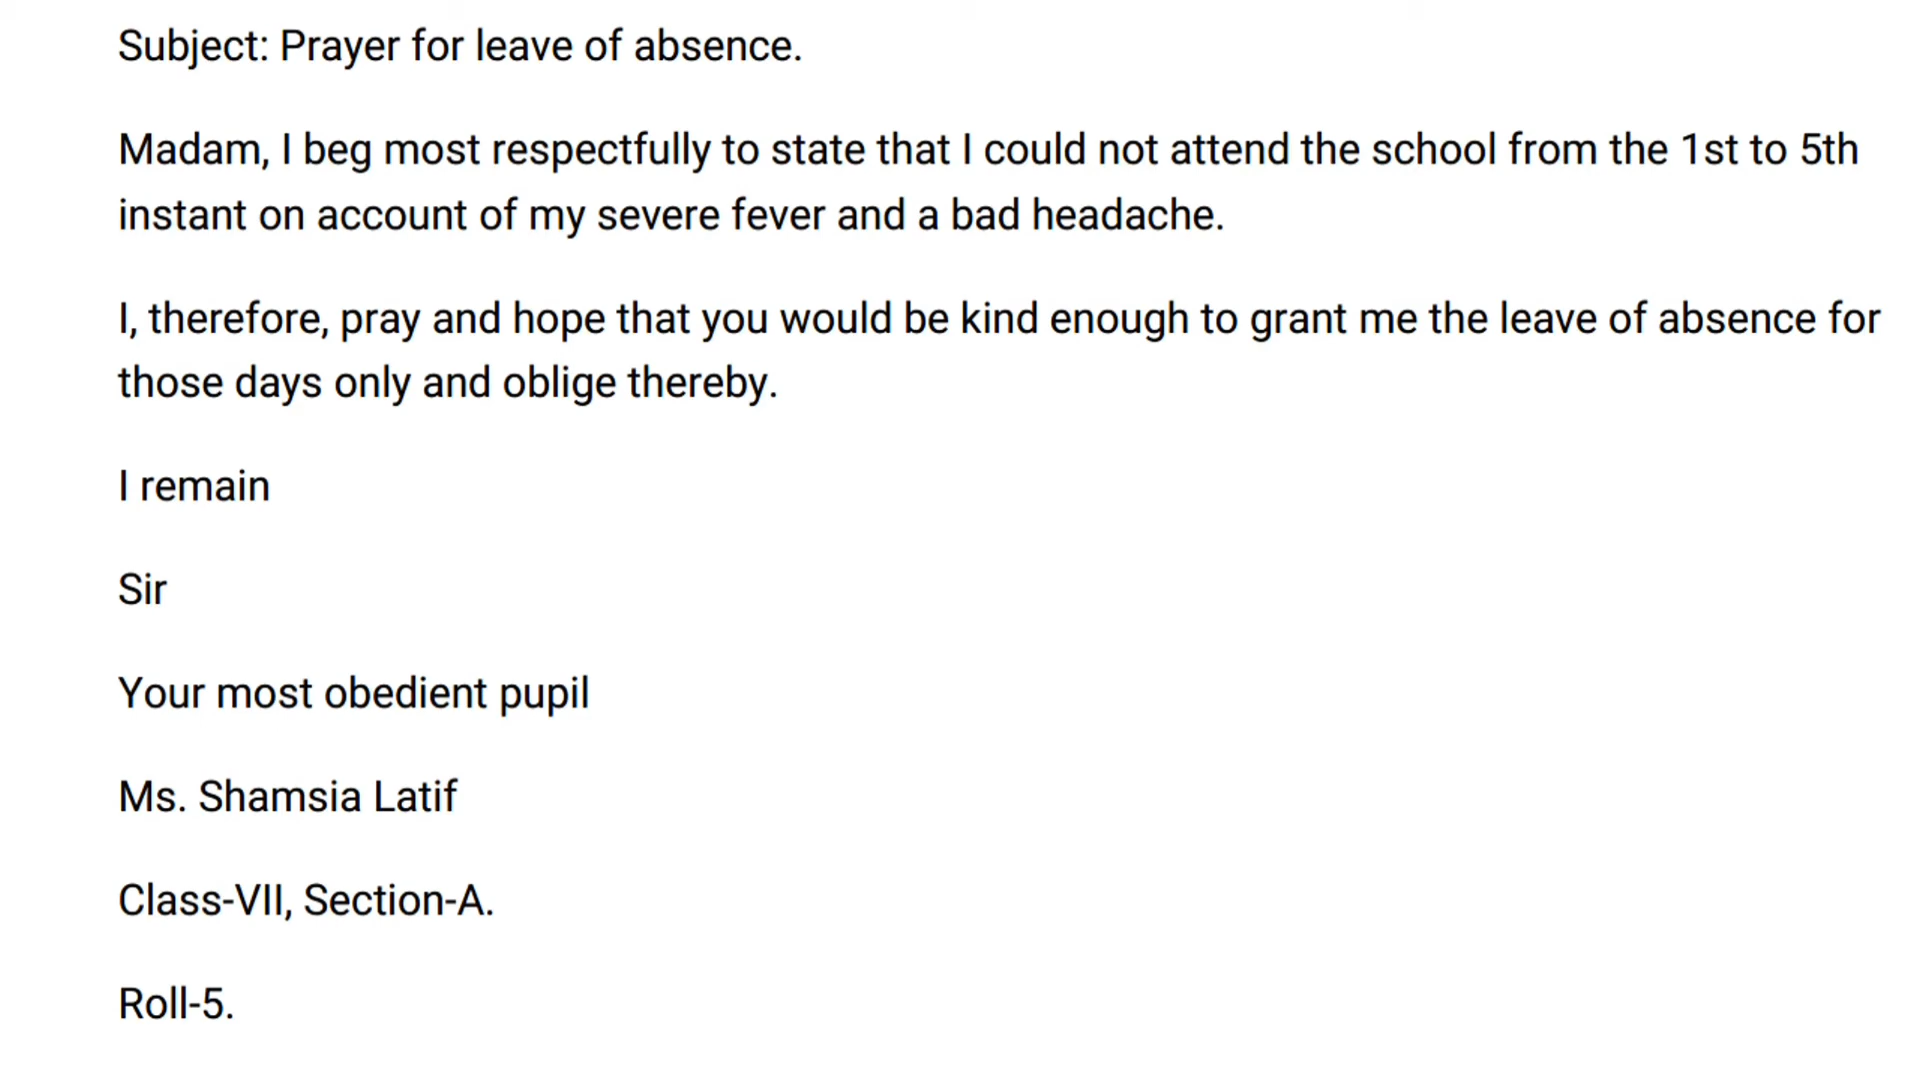 Subject: Prayer for leave of absence.
Madam, I beg most respectfully to state that I could not attend the school from the 1st to 5th
instant on account of my severe fever and a bad headache.
I, therefore, pray and hope that you would be kind enough to grant me the leave of absence for
those days only and oblige thereby.
I remain
Sir
Your most obedient pupil
Ms. Shamsia Latif
Class-VII, Section-A.
Roll-5.